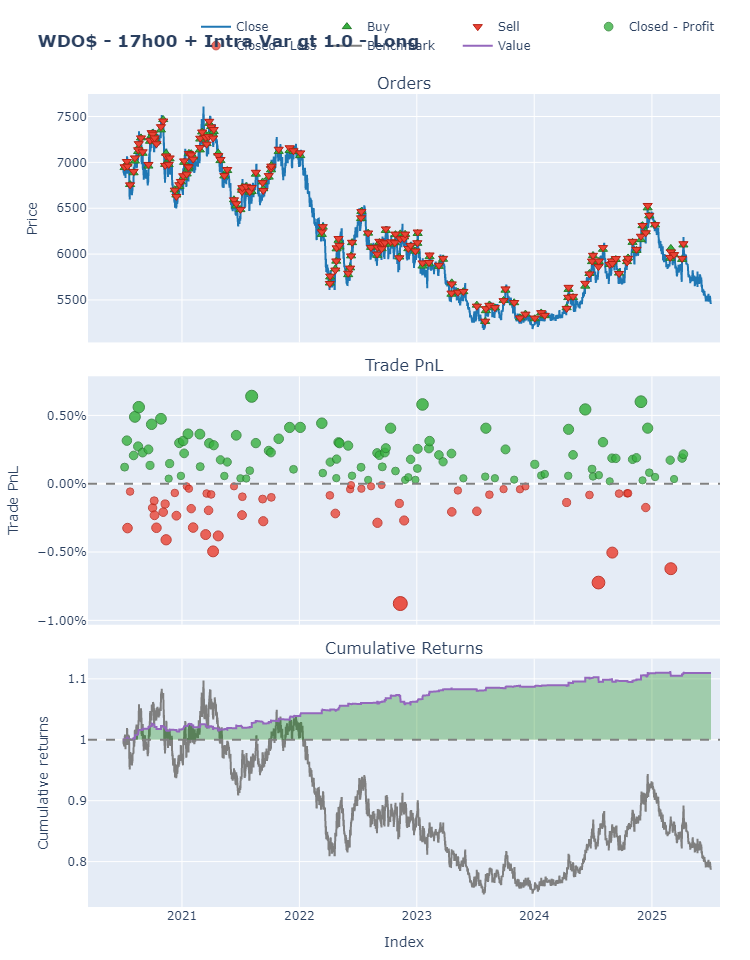 Close Buy Sell Closed - Profit
WDO$ - 17h00 + Intra Var gt 1.0 - Long
Closed - Loss Benchmark Value
Orders
7500
7000
6500
6000
5500
Price
Trade PnL
0.50%
0.00%
−0.50%
−1.00%
Trade PnL
Cumulative Returns
1.1
1
0.9
0.8
Cumulative returns
2021 2022 2023 2024 2025
Index